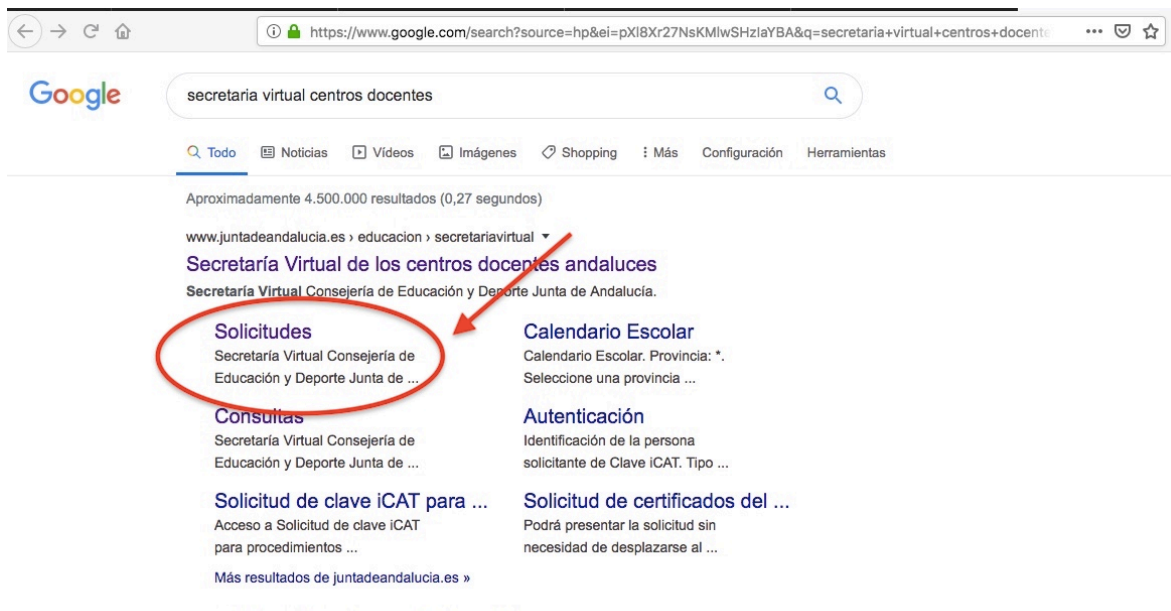 https://www.google.com/search?source=hp&ei=pXl8Xr27NsKMlwSHzlaYBA&q=secretaria+virtual+centros+docente
Google
secretaria virtual centros docentes
Todo Noticias Vídeos Imágenes Shopping Más Configuración Herramientas
Aproximadamente 4.500.000 resultados (0,27 segundos)
www.juntadeandalucia.es › educacion › secretariavirtual
Secretaría Virtual de los centros docentes andaluces
Secretaría Virtual Consejería de Educación y Deporte Junta de Andalucía.
Solicitudes
Secretaría Virtual Consejería de
Educación y Deporte Junta de ...
Calendario Escolar
Calendario Escolar. Provincia: *.
Seleccione una provincia ...
Consultas
Secretaría Virtual Consejería de
Educación y Deporte Junta de ...
Autenticación
Identificación de la persona
solicitante de Clave iCAT. Tipo ...
Solicitud de clave iCAT para ...
Acceso a Solicitud de clave iCAT
para procedimientos ...
Solicitud de certificados del ...
Podrá presentar la solicitud sin
necesidad de desplazarse al ...
Más resultados de juntadeandalucia.es »